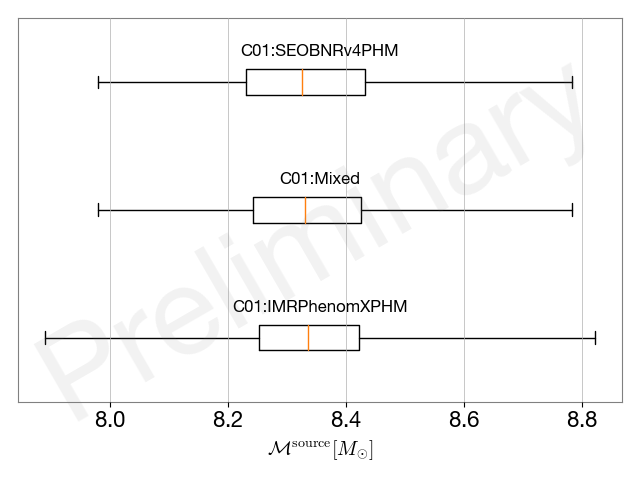 C01:SEOBNRv4PHM
C01:Mixed
C01:IMRPhenomXPHM
Preliminary
8.0 8.2 8.4 8.6 8.8
ℳ^source[M_⊙]